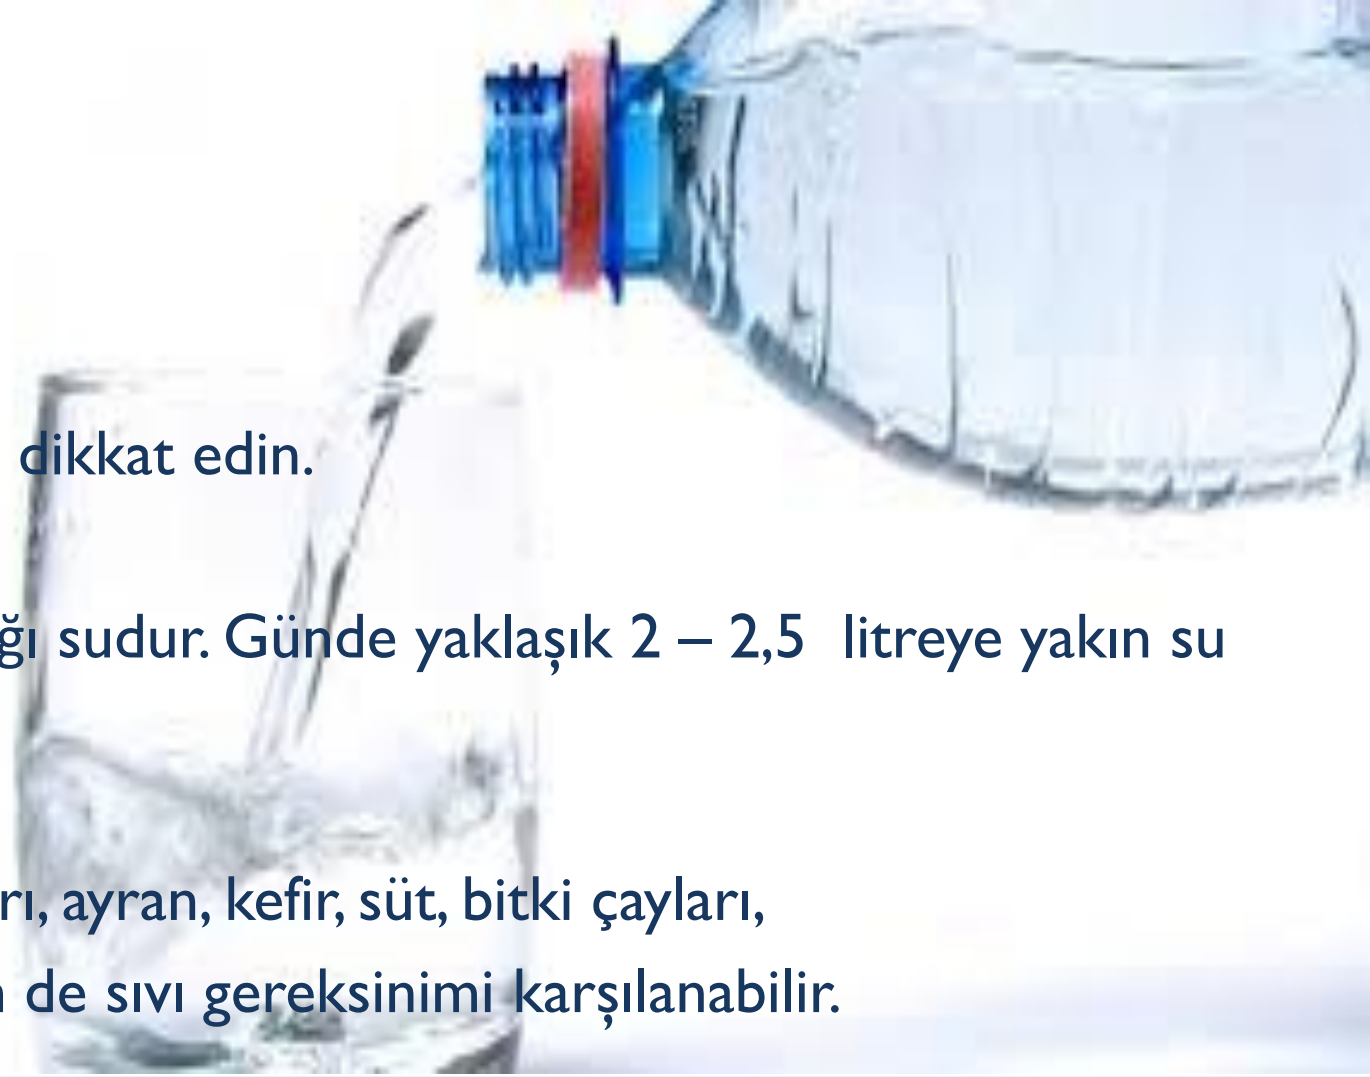 dikkat edin.
ğı sudur. Günde yaklaşık 2 – 2,5 litreye yakın su
rı, ayran, kefir, süt, bitki çayları,
de sıvı gereksinimi karşılanabilir.